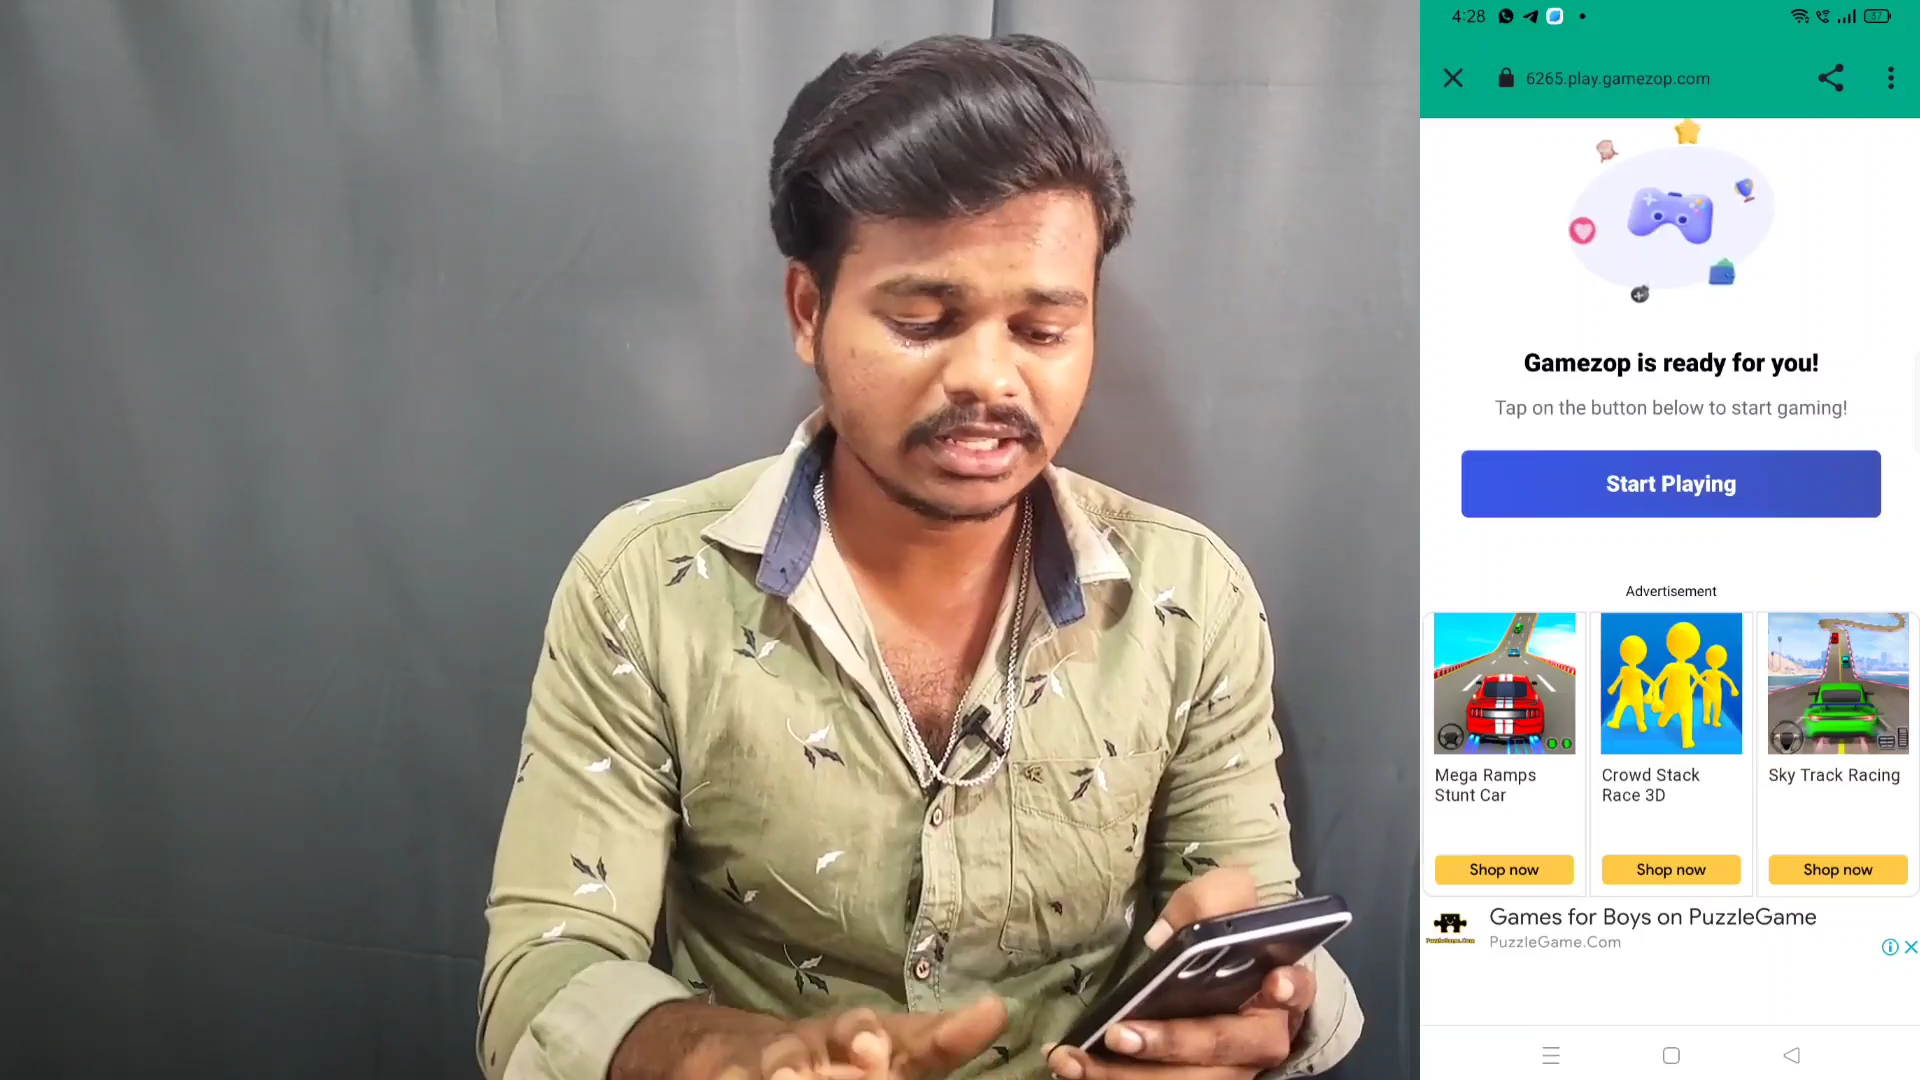 4:28
37
6265.play.gamezop.com
Gamezop is ready for you!
Tap on the button below to start gaming!
Start Playing
Advertisement
Mega Ramps
Stunt Car
Crowd Stack
Race 3D
Sky Track Racing
Shop now
Shop now
Shop now
Games for Boys on PuzzleGame
PuzzleGame.Com